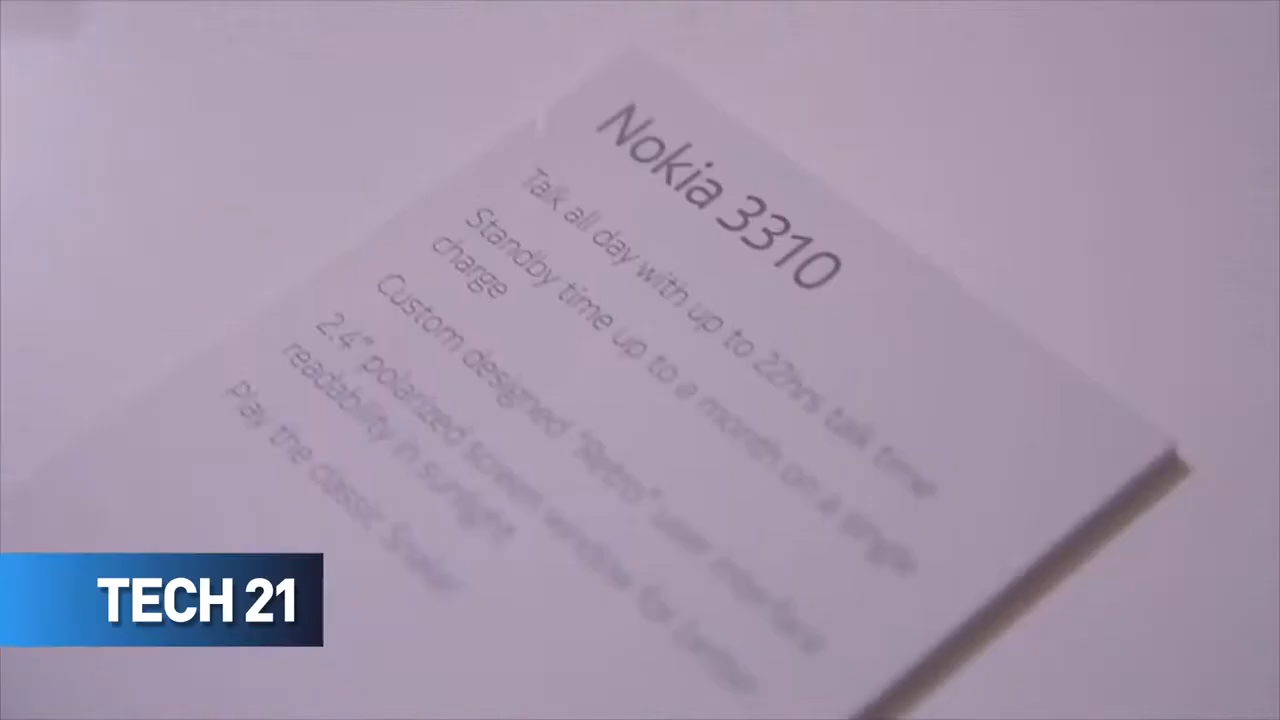 Nokia 3310
Talk all day with up to 22hrs talk time
Standby time up to a month on a single
charge
Custom designed "Retro" user interface
2.4" polarized screen window for better
readability in sunlight
Play the classic Snake!
TECH 21